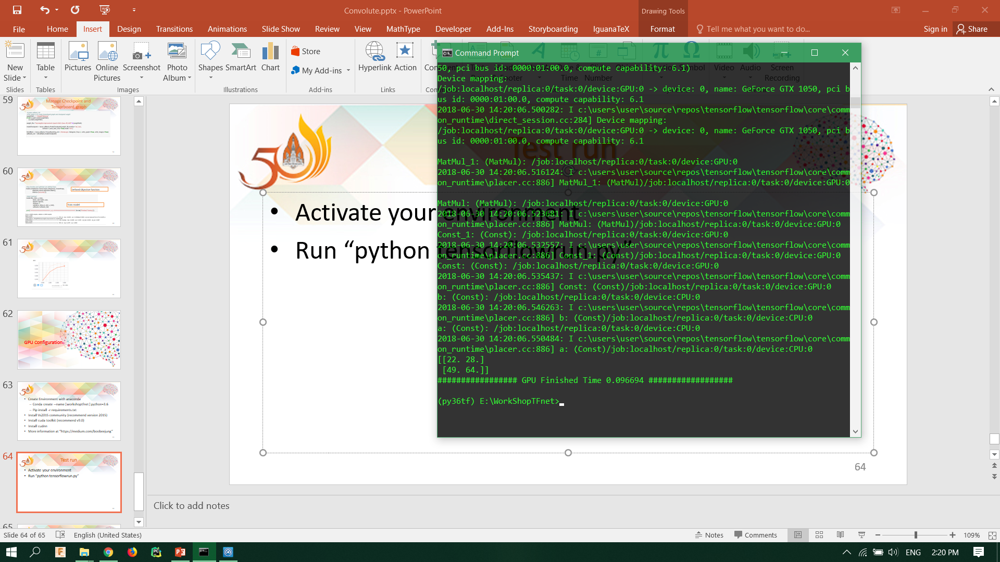 Convolute.pptx - PowerPoint
Drawing Tools
File Home Insert Design Transitions Animations Slide Show Review View MathType Developer Add-Ins Storyboarding IguanaTeX Format Tell me what you want to do... Sign in Share
New Slide
Table
Pictures
Online Pictures
Screenshot
Photo Album
Shapes
SmartArt
Chart
Store
My Add-ins
Hyperlink
Action
Video
Audio
Screen Recording
Slides Tables Images Illustrations Add-ins Links
Command Prompt
50, pci bus id: 0000:01:00.0, compute capability: 6.1)
Device mapping:
/job:localhost/replica:0/task:0/device:GPU:0 -> device: 0, name: GeForce GTX 1050, pci b
us id: 0000:01:00.0, compute capability: 6.1
2018-06-30 14:20:06.500282: I c:\users\user\source\repos\tensorflow\tensorflow\core\comm
on_runtime\direct_session.cc:284] Device mapping:
/job:localhost/replica:0/task:0/device:GPU:0 -> device: 0, name: GeForce GTX 1050, pci b
us id: 0000:01:00.0, compute capability: 6.1
MatMul_1: (MatMul): /job:localhost/replica:0/task:0/device:GPU:0
2018-06-30 14:20:06.516124: I c:\users\user\source\repos\tensorflow\tensorflow\core\comm
on_runtime\placer.cc:886] MatMul_1: (MatMul)/job:localhost/replica:0/task:0/device:GPU:0
MatMul: (MatMul): /job:localhost/replica:0/task:0/device:GPU:0
2018-06-30 14:20:06.523681: I c:\users\user\source\repos\tensorflow\tensorflow\core\comm
on_runtime\placer.cc:886] MatMul: (MatMul)/job:localhost/replica:0/task:0/device:GPU:0
Const_1: (Const): /job:localhost/replica:0/task:0/device:GPU:0
2018-06-30 14:20:06.532557: I c:\users\user\source\repos\tensorflow\tensorflow\core\comm
on_runtime\placer.cc:886] Const_1: (Const)/job:localhost/replica:0/task:0/device:GPU:0
Const: (Const): /job:localhost/replica:0/task:0/device:GPU:0
2018-06-30 14:20:06.535437: I c:\users\user\source\repos\tensorflow\tensorflow\core\comm
on_runtime\placer.cc:886] Const: (Const)/job:localhost/replica:0/task:0/device:GPU:0
b: (Const): /job:localhost/replica:0/task:0/device:CPU:0
2018-06-30 14:20:06.546263: I c:\users\user\source\repos\tensorflow\tensorflow\core\comm
on_runtime\placer.cc:886] b: (Const)/job:localhost/replica:0/task:0/device:CPU:0
a: (Const): /job:localhost/replica:0/task:0/device:CPU:0
2018-06-30 14:20:06.550484: I c:\users\user\source\repos\tensorflow\tensorflow\core\comm
on_runtime\placer.cc:886] a: (Const)/job:localhost/replica:0/task:0/device:CPU:0
[[22. 28.]
[49. 64.]]
################# GPU Finished Time 0.096694 ##################
(py36tf) E:\WorkShopTFnet>
Test run
• Activate your environment
• Run “python tensorflowrun.py”
64
59
Manage Checkpoint and
Tensorboard graph
60
Defined Objective function
train model
61
62
GPU Configuration
63
• Create Environment with anaconda
– Conda create --name [workshoptfnet ] python=3.6
– Pip install -r requirements.txt
• Install Vs2015 community (recommend version 2015)
• Install cuda toolkit (recommend v9.0)
• Install cudnn
• More information at “https://medium.com/boobeejung”
64
Test run
• Activate your environment
• Run “python tensorflowrun.py”
65
Click to add notes
Slide 64 of 65 English (United States) Notes Comments 109%
ENG 2:20 PM